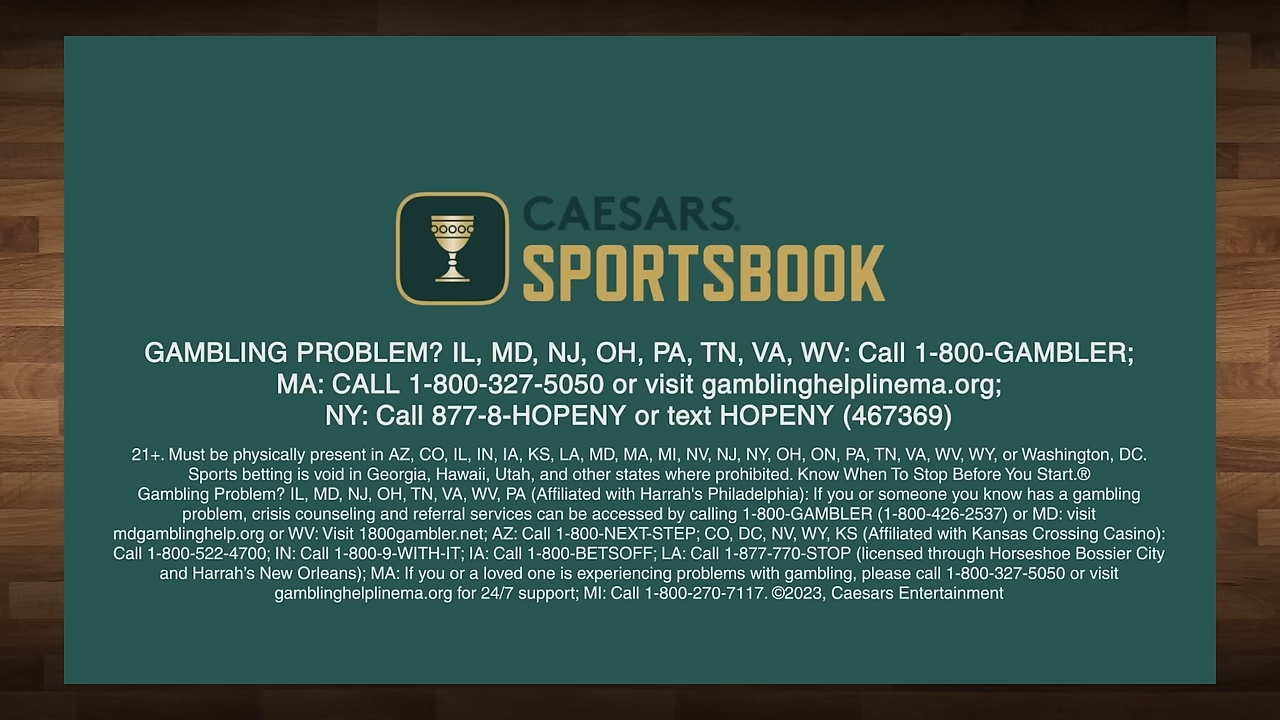 CAESARS.
SPORTSBOOK
GAMBLING PROBLEM? IL, MD, NJ, OH, PA, TN, VA, WV: Call 1-800-GAMBLER;
MA: CALL 1-800-327-5050 or visit gamblinghelplinema.org;
NY: Call 877-8-HOPENY or text HOPENY (467369)
21+. Must be physically present in AZ, CO, IL, IN, IA, KS, LA, MD, MA, MI, NV, NJ, NY, OH, ON, PA, TN, VA, WV, WY, or Washington, DC.
Sports betting is void in Georgia, Hawaii, Utah, and other states where prohibited. Know When To Stop Before You Start.®
Gambling Problem? IL, MD, NJ, OH, TN, VA, WV, PA (Affiliated with Harrah's Philadelphia): If you or someone you know has a gambling
problem, crisis counseling and referral services can be accessed by calling 1-800-GAMBLER (1-800-426-2537) or MD: visit
mdgamblinghelp.org or WV: Visit 1800gambler.net; AZ: Call 1-800-NEXT-STEP; CO, DC, NV, WY, KS (Affiliated with Kansas Crossing Casino):
Call 1-800-522-4700; IN: Call 1-800-9-WITH-IT; IA: Call 1-800-BETSOFF; LA: Call 1-877-770-STOP (licensed through Horseshoe Bossier City
and Harrah’s New Orleans); MA: If you or a loved one is experiencing problems with gambling, please call 1-800-327-5050 or visit
gamblinghelplinema.org for 24/7 support; MI: Call 1-800-270-7117. ©2023, Caesars Entertainment